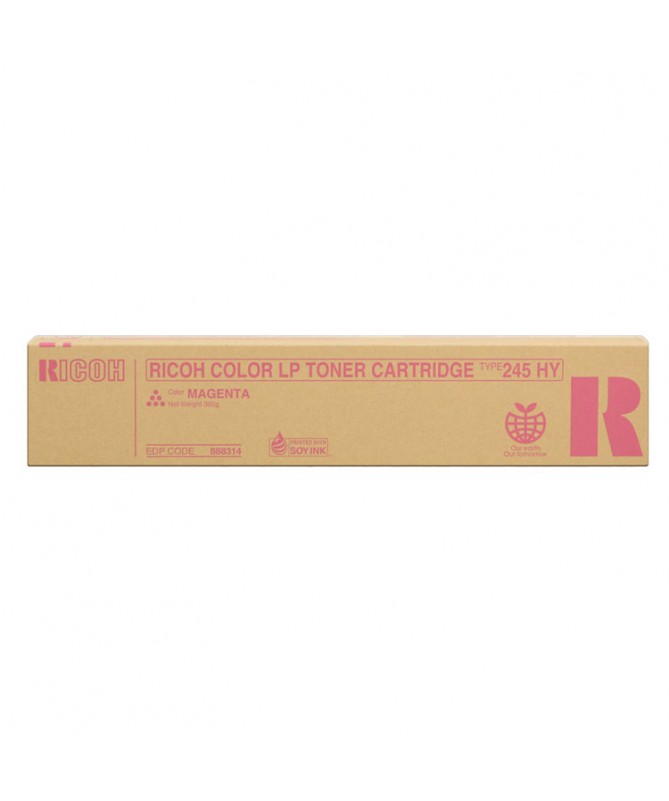 RICOH
RICOH COLOR LP TONER CARTRIDGE TYPE 245 HY
Color MAGENTA
Net Weight 360g
EDP CODE 888314
PRINTED WITH
SOY INK
Our earth
Our tomorrow
R